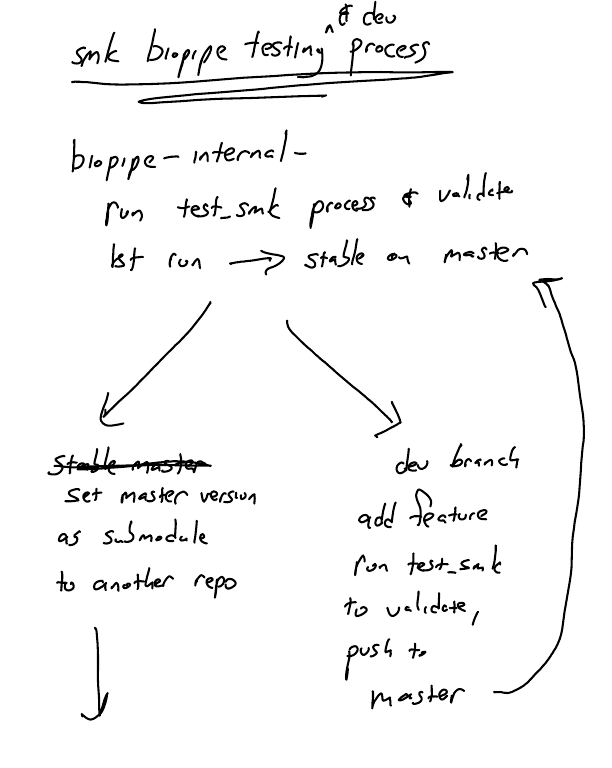 smk biopipe testing & dev process
biopipe - internal -
run test_smk process & validate
1st run → stable on master
Stable master
set master version
as submodule
to another repo
dev branch
add feature
run test_smk
to validate,
push to
master